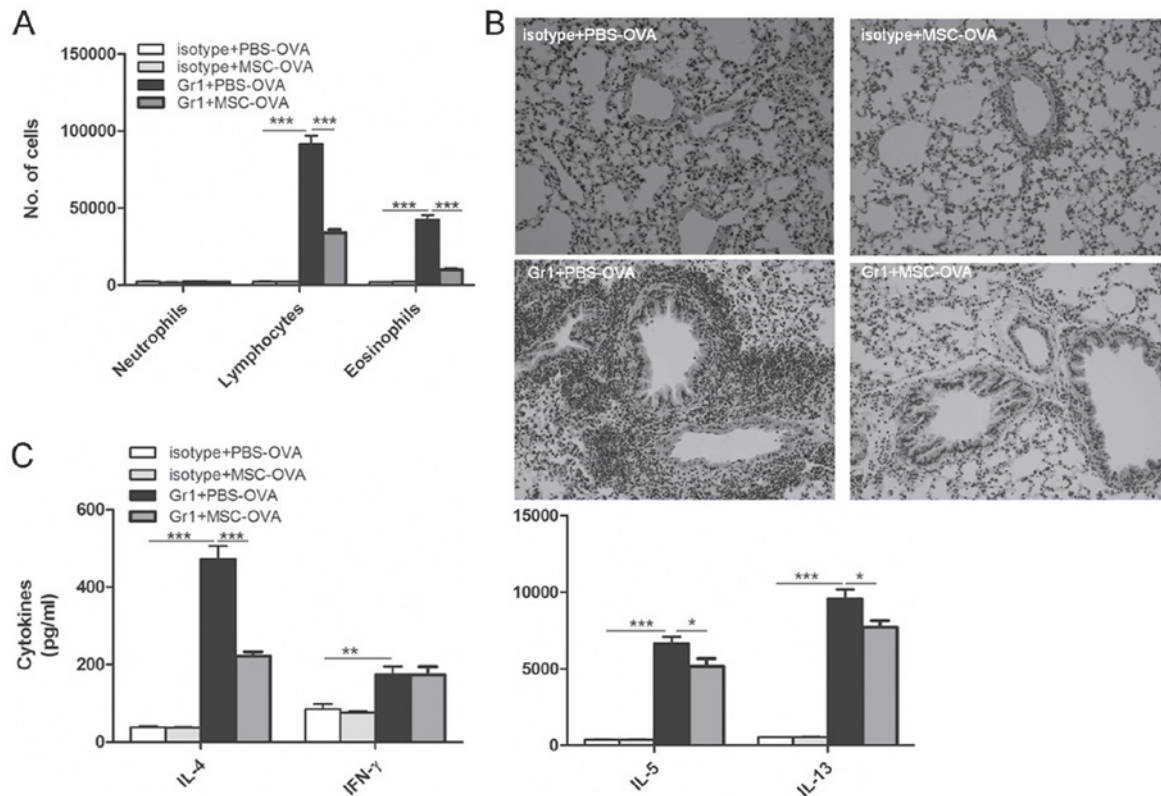 A
150000
100000
50000
0
No. of cells
isotype+PBS-OVA
isotype+MSC-OVA
Gr1+PBS-OVA
Gr1+MSC-OVA
*** ***
*** ***
Neutrophils
Lymphocytes
Eosinophils
B
isotype+PBS-OVA
isotype+MSC-OVA
Gr1+PBS-OVA
Gr1+MSC-OVA
C
isotype+PBS-OVA
isotype+MSC-OVA
Gr1+PBS-OVA
Gr1+MSC-OVA
600
400
200
0
Cytokines
(pg/ml)
*** ***
**
IL-4
IFN-γ
15000
10000
5000
0
*** *
*** *
IL-5
IL-13